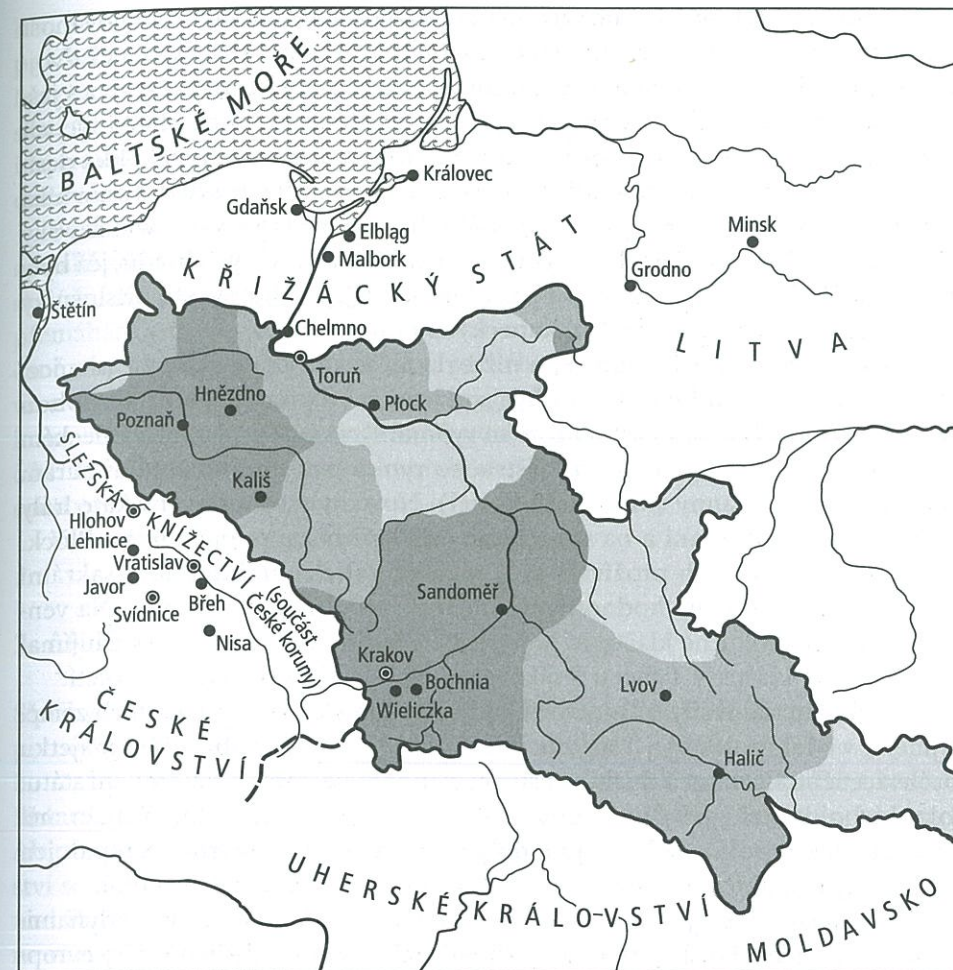 BALTSKÉ MOŘE
Královec
Gdaňsk
Elbląg
Malbork
Minsk
Grodno
KŘIŽÁCKÝ STÁT
Štětín
Chelmno
Toruň
LITVA
Hnězdno
Płock
Poznaň
Kališ
SLEZSKÁ
KNÍŽECTVÍ
(součást
České koruny)
Hlohov
Lehnice
Vratislav
Javor
Břeh
Svídnice
Nisa
Sandoměř
Krakov
Bochnia
Wieliczka
Lvov
Halič
ČESKÉ
KRÁLOVSTVÍ
UHERSKÉ KRÁLOVSTVÍ
MOLDAVSKO